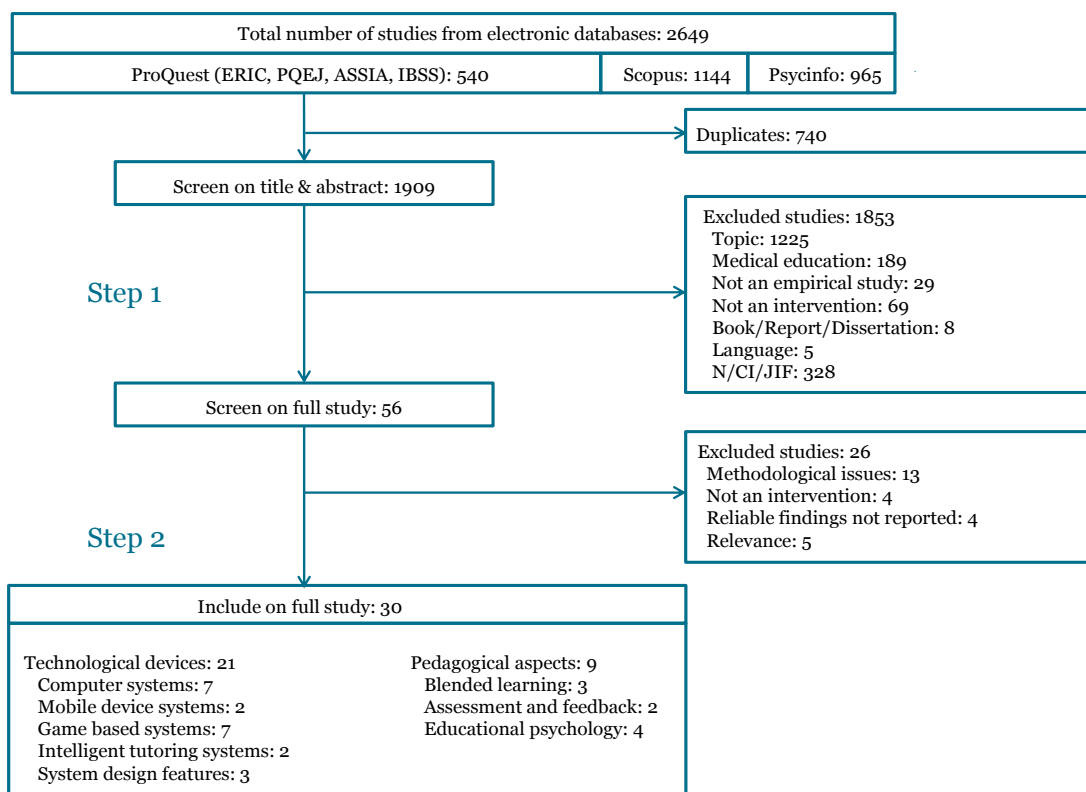 Total number of studies from electronic databases: 2649
ProQuest (ERIC, PQEJ, ASSIA, IBSS): 540
Scopus: 1144
Psycinfo: 965
Duplicates: 740
Screen on title & abstract: 1909
Excluded studies: 1853
Topic: 1225
Medical education: 189
Not an empirical study: 29
Not an intervention: 69
Book/Report/Dissertation: 8
Language: 5
N/CI/JIF: 328
Step 1
Screen on full study: 56
Excluded studies: 26
Methodological issues: 13
Not an intervention: 4
Reliable findings not reported: 4
Relevance: 5
Step 2
Include on full study: 30
Technological devices: 21
Computer systems: 7
Mobile device systems: 2
Game based systems: 7
Intelligent tutoring systems: 2
System design features: 3
Pedagogical aspects: 9
Blended learning: 3
Assessment and feedback: 2
Educational psychology: 4